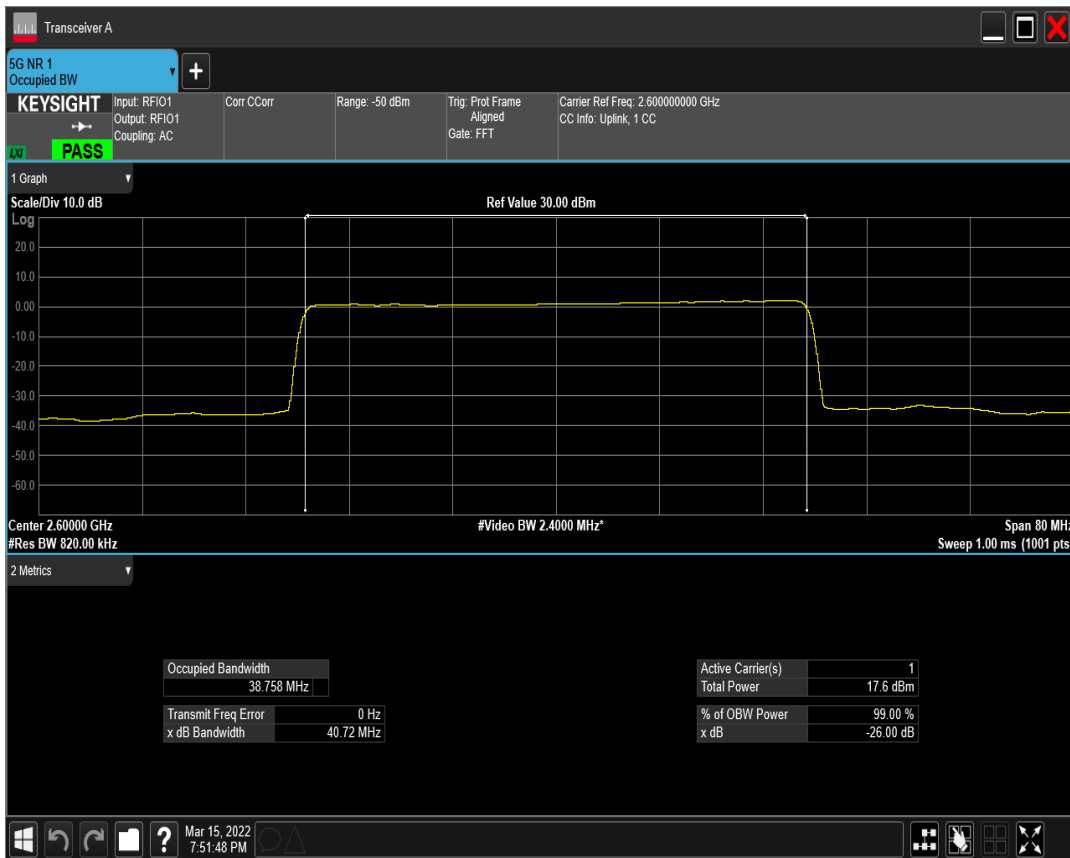 Transceiver A
5G NR 1
Occupied BW
+
KEYSIGHT
LXI
PASS
Input: RFIO1
Output: RFIO1
Coupling: AC
Corr CCorr
Range: -50 dBm
Trig: Prot Frame
Aligned
Gate: FFT
Carrier Ref Freq: 2.600000000 GHz
CC Info: Uplink, 1 CC
1 Graph
Scale/Div 10.0 dB
Ref Value 30.00 dBm
Log
20.0
10.0
0.00
-10.0
-20.0
-30.0
-40.0
-50.0
-60.0
Center 2.60000 GHz
#Video BW 2.4000 MHz*
Span 80 MHz
#Res BW 820.00 kHz
Sweep 1.00 ms (1001 pts
2 Metrics
Occupied Bandwidth
38.758 MHz
Transmit Freq Error 0 Hz
x dB Bandwidth 40.72 MHz
Active Carrier(s) 1
Total Power 17.6 dBm
% of OBW Power 99.00 %
x dB -26.00 dB
?
Mar 15, 2022
7:51:48 PM